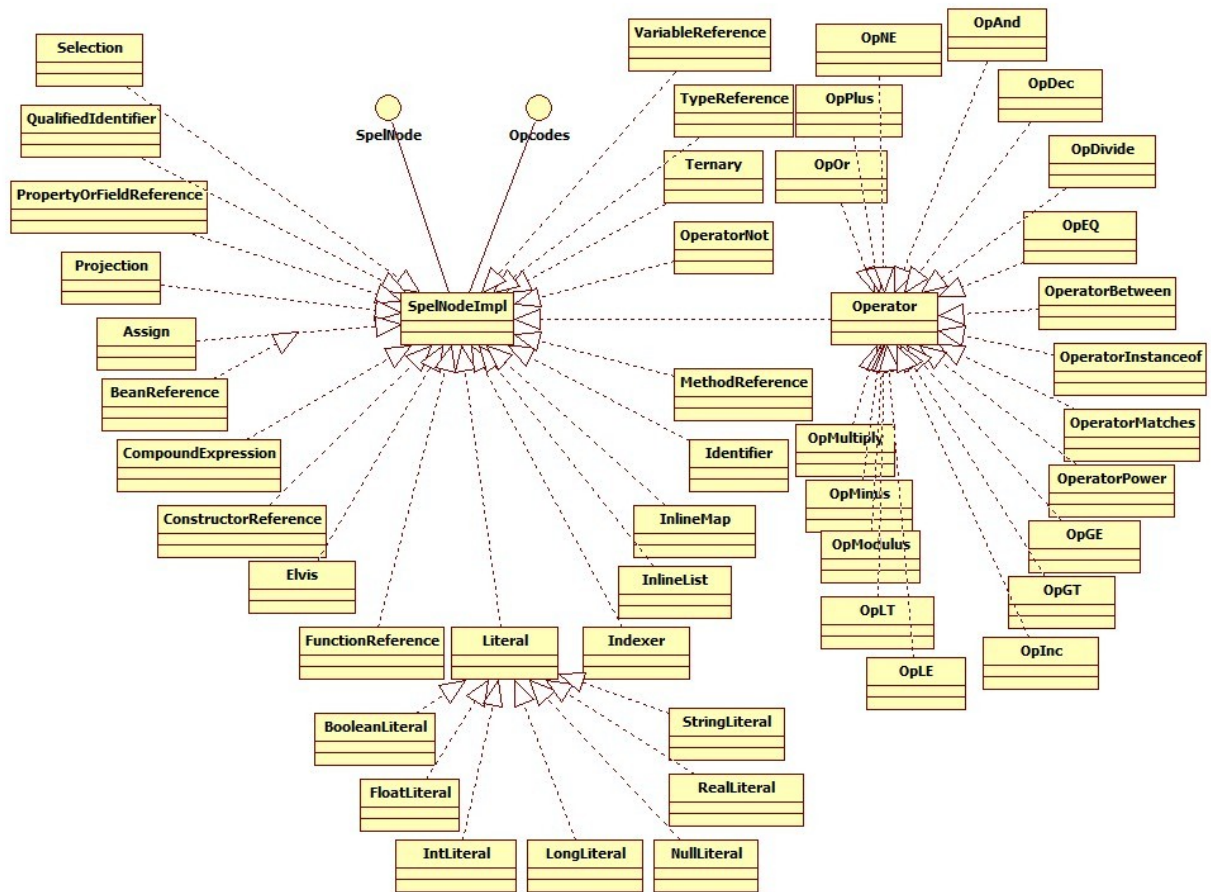 OpAnd
VariableReference
OpNE
Selection
OpDec
TypeReference
OpPlus
QualifiedIdentifier
SpelNode
Opcodes
OpDivide
Ternary
OpOr
PropertyOrFieldReference
OpEQ
OperatorNot
Projection
OperatorBetween
SpelNodeImpl
Operator
Assign
OperatorInstanceof
MethodReference
BeanReference
OperatorMatches
OpMultiply
CompoundExpression
Identifier
OperatorPower
OpMinus
ConstructorReference
InlineMap
OpGE
OpModulus
Elvis
InlineList
OpGT
OpLT
FunctionReference
Literal
Indexer
OpInc
OpLE
BooleanLiteral
StringLiteral
FloatLiteral
RealLiteral
IntLiteral
LongLiteral
NullLiteral